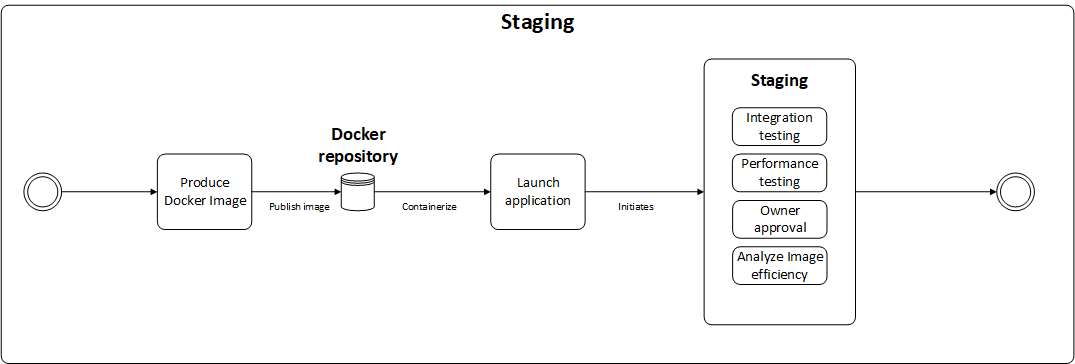 Staging
Docker
repository
Produce
Docker Image
Publish image
Containerize
Launch
application
Initiates
Staging
Integration
testing
Performance
testing
Owner
approval
Analyze Image
efficiency